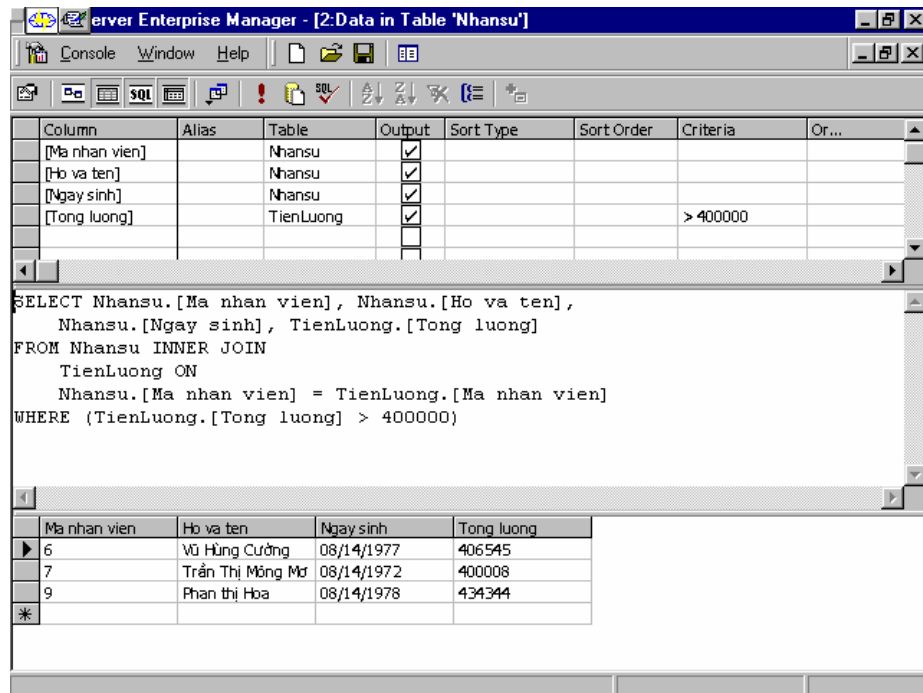 erver Enterprise Manager - [2:Data in Table 'Nhansu']
Console Window Help
SQL SQL
Column Alias Table Output Sort Type Sort Order Criteria Or...
[Ma nhan vien] Nhansu
[Ho va ten] Nhansu
[Ngay sinh] Nhansu
[Tong luong] TienLuong > 400000
SELECT Nhansu.[Ma nhan vien], Nhansu.[Ho va ten],
Nhansu.[Ngay sinh], TienLuong.[Tong luong]
FROM Nhansu INNER JOIN
TienLuong ON
Nhansu.[Ma nhan vien] = TienLuong.[Ma nhan vien]
WHERE (TienLuong.[Tong luong] > 400000)
Ma nhan vien Ho va ten Ngay sinh Tong luong
6 Vũ Hùng Cường 08/14/1977 406545
7 Trần Thị Mông Mơ 08/14/1972 400008
9 Phan thị Hoa 08/14/1978 434344